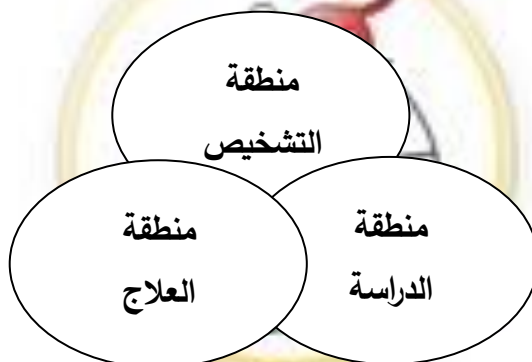 منطقة
التشخيص
منطقة
الدراسة
منطقة
العلاج